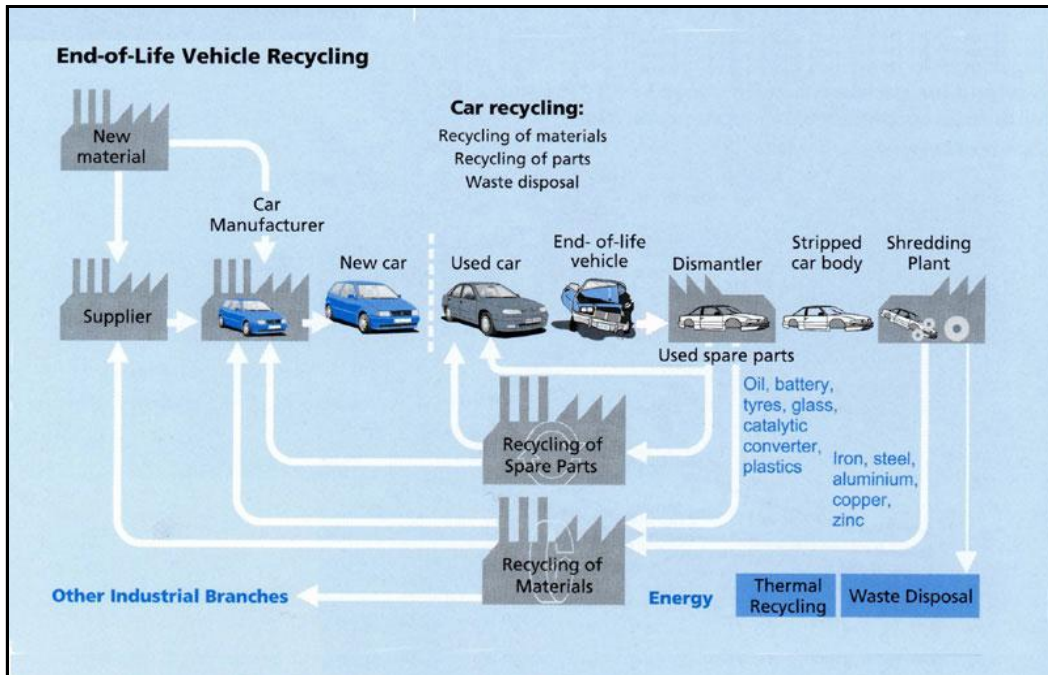 End-of-Life Vehicle Recycling
Car recycling:
Recycling of materials
Recycling of parts
Waste disposal
New
material
Car
Manufacturer
Supplier
New car
Used car
End- of-life
vehicle
Dismantler
Stripped
car body
Shredding
Plant
Used spare parts
Oil, battery,
tyres, glass,
catalytic
converter,
plastics
Iron, steel,
aluminium,
copper,
zinc
Recycling of
Spare Parts
Recycling of
Materials
Other Industrial Branches
Energy
Thermal
Recycling
Waste Disposal